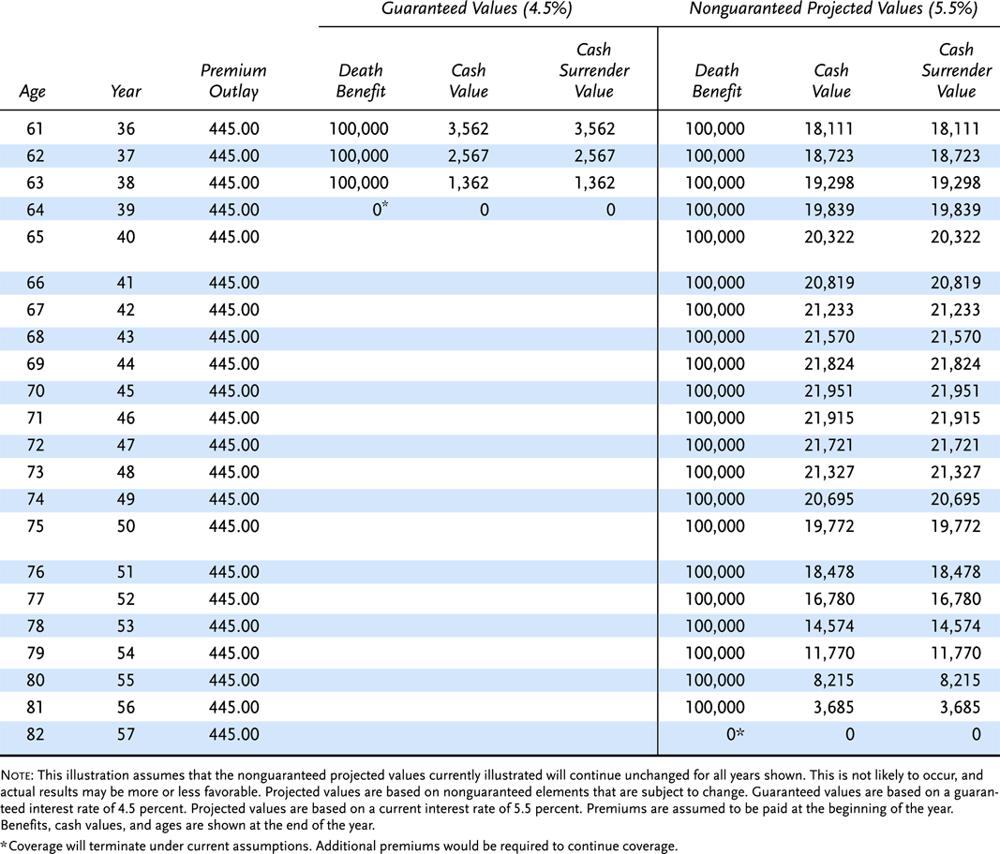 Guaranteed Values (4.5%) Nonguaranteed Projected Values (5.5%)
Cash Cash
Premium Death Cash Surrender Death Cash Surrender
Age Year Outlay Benefit Value Value Benefit Value Value
61 36 445.00 100,000 3,562 3,562 100,000 18,111 18,111
62 37 445.00 100,000 2,567 2,567 100,000 18,723 18,723
63 38 445.00 100,000 1,362 1,362 100,000 19,298 19,298
64 39 445.00 0* 0 0 100,000 19,839 19,839
65 40 445.00 100,000 20,322 20,322
66 41 445.00 100,000 20,819 20,819
67 42 445.00 100,000 21,233 21,233
68 43 445.00 100,000 21,570 21,570
69 44 445.00 100,000 21,824 21,824
70 45 445.00 100,000 21,951 21,951
71 46 445.00 100,000 21,915 21,915
72 47 445.00 100,000 21,721 21,721
73 48 445.00 100,000 21,327 21,327
74 49 445.00 100,000 20,695 20,695
75 50 445.00 100,000 19,772 19,772
76 51 445.00 100,000 18,478 18,478
77 52 445.00 100,000 16,780 16,780
78 53 445.00 100,000 14,574 14,574
79 54 445.00 100,000 11,770 11,770
80 55 445.00 100,000 8,215 8,215
81 56 445.00 100,000 3,685 3,685
82 57 445.00 0* 0 0
NOTE: This illustration assumes that the nonguaranteed projected values currently illustrated will continue unchanged for all years shown. This is not likely to occur, and
actual results may be more or less favorable. Projected values are based on nonguaranteed elements that are subject to change. Guaranteed values are based on a guaran-
teed interest rate of 4.5 percent. Projected values are based on a current interest rate of 5.5 percent. Premiums are assumed to be paid at the beginning of the year.
Benefits, cash values, and ages are shown at the end of the year.
*Coverage will terminate under current assumptions. Additional premiums would be required to continue coverage.